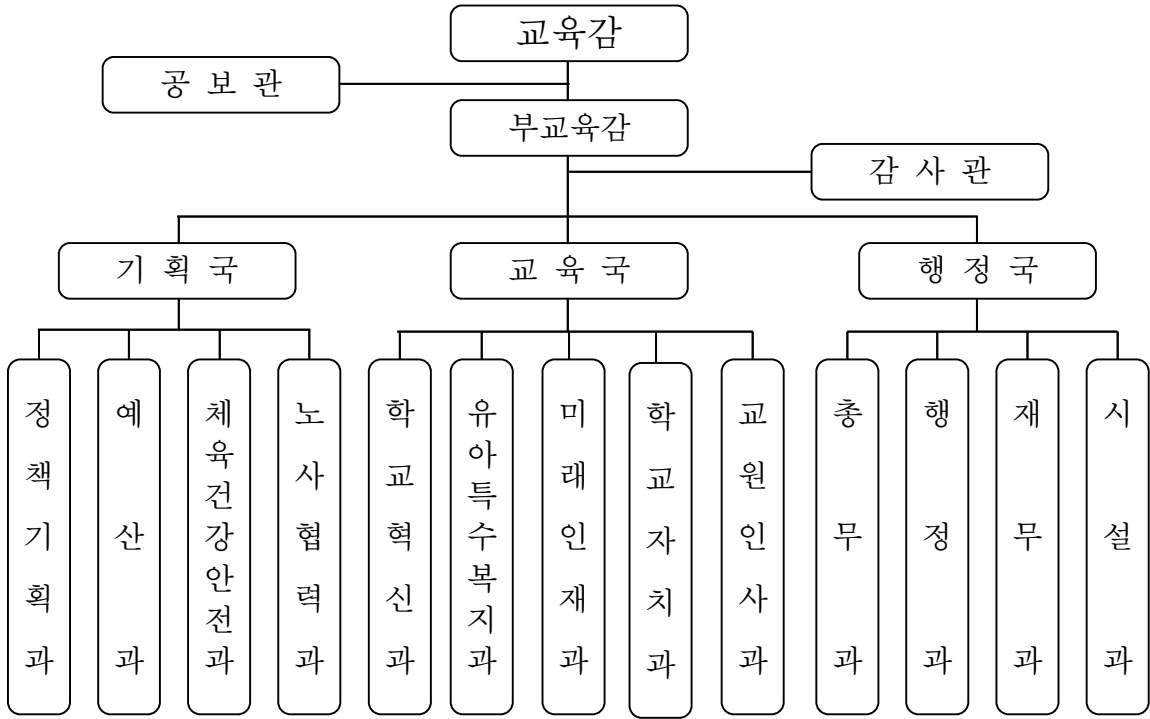 교육감
공 보 관
부교육감
감 사 관
기 획 국
교 육 국
행 정 국
정책기획과
예산과
체육건강안전과
노사협력과
학교혁신과
유아특수복지과
미래인재과
학교자치과
교원인사과
총무과
행정과
재무과
시설과